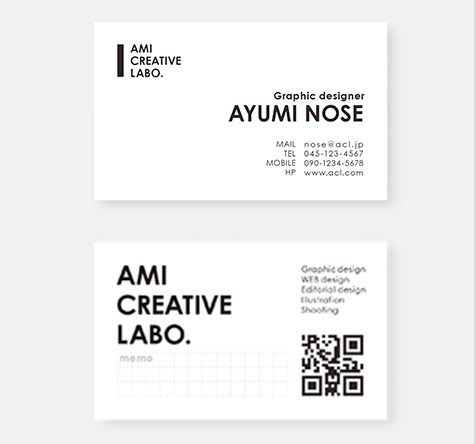 AMI
CREATIVE
LABO.
Graphic designer
AYUMI NOSE
MAIL nose@acl.jp
TEL 045-123-4567
MOBILE 090-1234-5678
HP www.acl.com
AMI
CREATIVE
LABO.
memo
Graphic design
WEB design
Editorial design
Illustration
Shooting